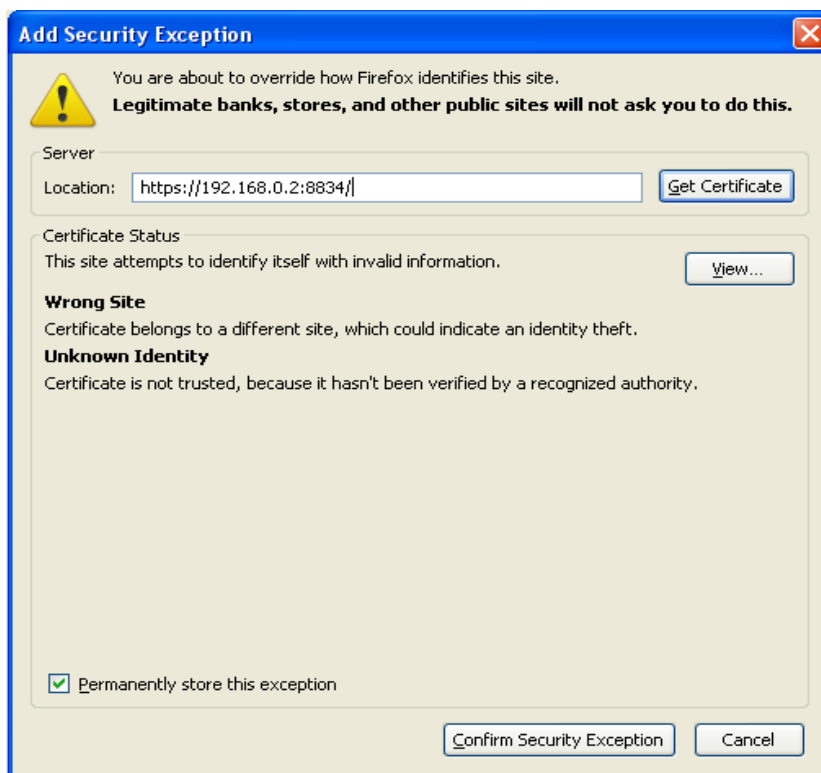 Add Security Exception
You are about to override how Firefox identifies this site.
Legitimate banks, stores, and other public sites will not ask you to do this.
Server
Location: https://192.168.0.2:8834/ Get Certificate
Certificate Status
This site attempts to identify itself with invalid information. View...
Wrong Site
Certificate belongs to a different site, which could indicate an identity theft.
Unknown Identity
Certificate is not trusted, because it hasn't been verified by a recognized authority.
Permanently store this exception
Confirm Security Exception Cancel